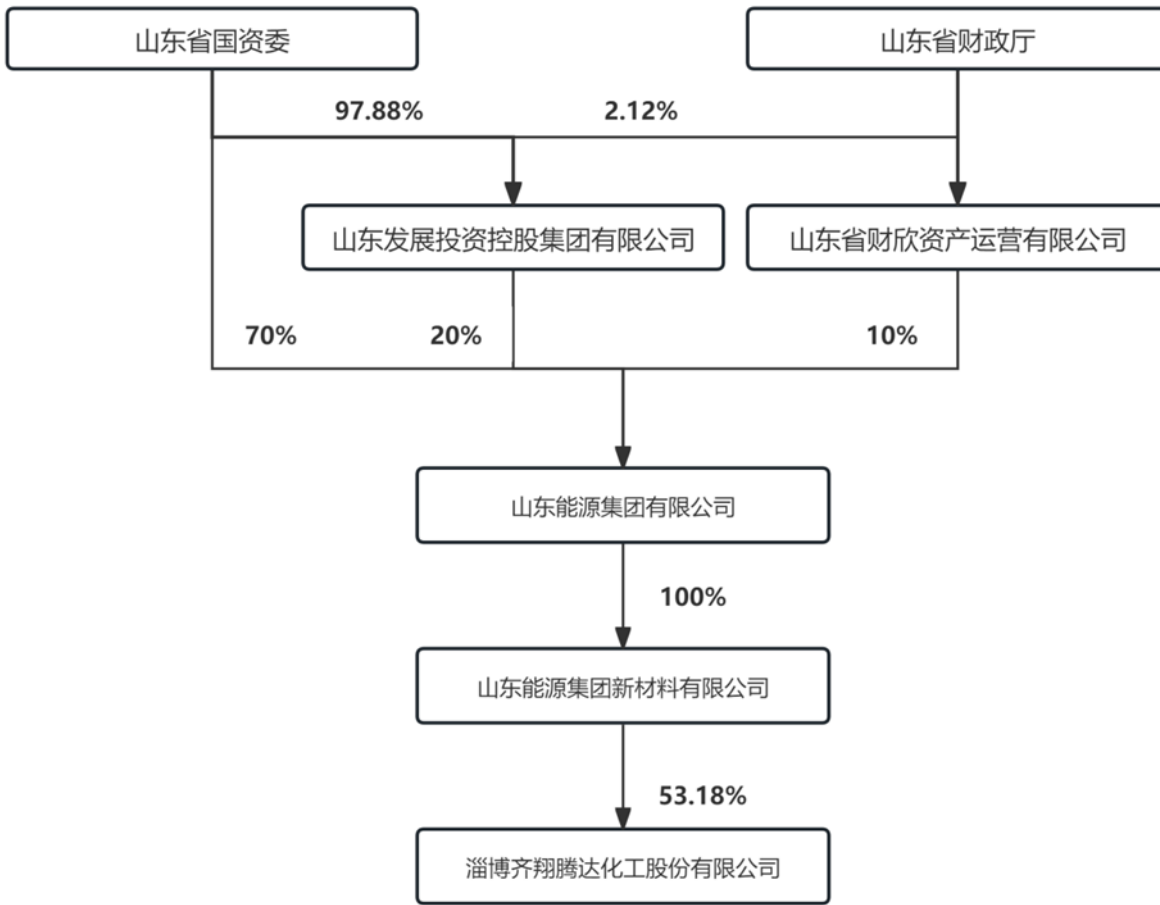 山东省国资委
山东省财政厅
97.88%
2.12%
山东发展投资控股集团有限公司
山东省财欣资产运营有限公司
70%
20%
10%
山东能源集团有限公司
100%
山东能源集团新材料有限公司
53.18%
淄博齐翔腾达化工股份有限公司